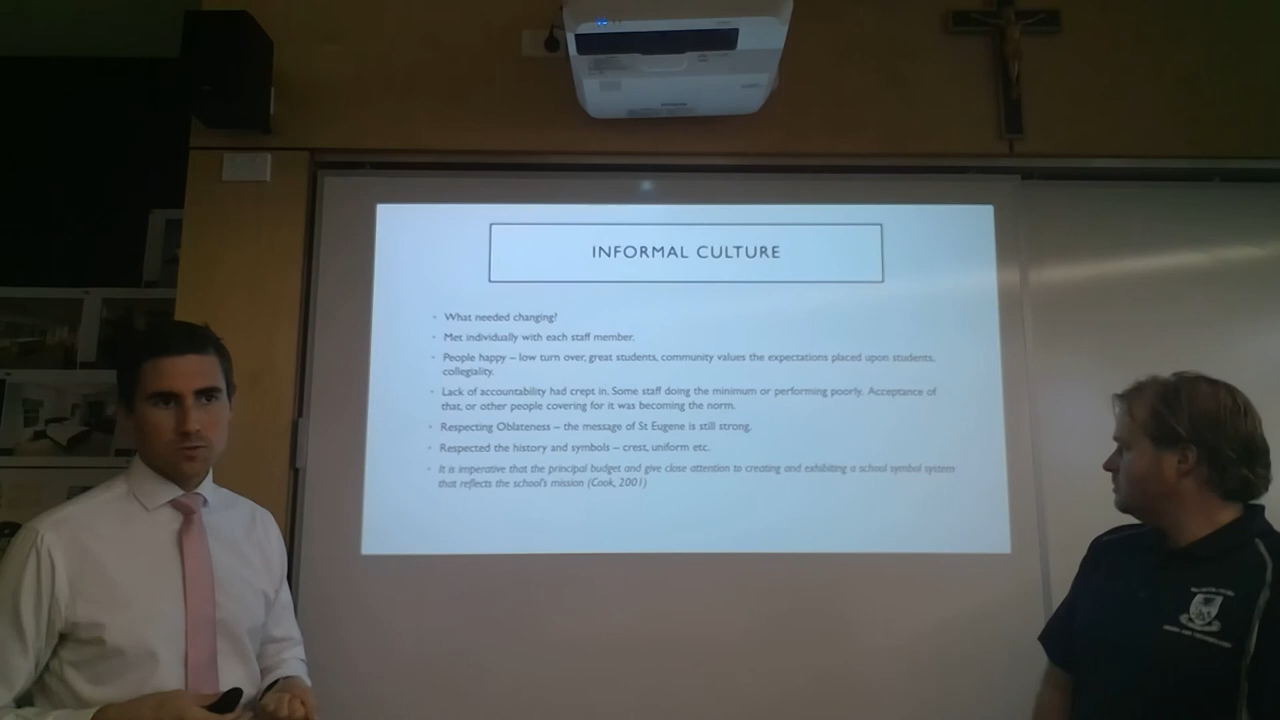 INFORMAL CULTURE
• What needed changing?
• Met individually with each staff member.
• People happy – low turn over, great students, community values the expectations placed upon students,
collegiality.
• Lack of accountability had crept in. Some staff doing the minimum or performing poorly. Acceptance of
that, or other people covering for it was becoming the norm.
• Respecting Oblateness – the message of St Eugene is still strong.
• Respected the history and symbols – crest, uniform etc.
• It is imperative that the principal budget and give close attention to creating and exhibiting a school symbol system
that reflects the school's mission (Cook, 2001)